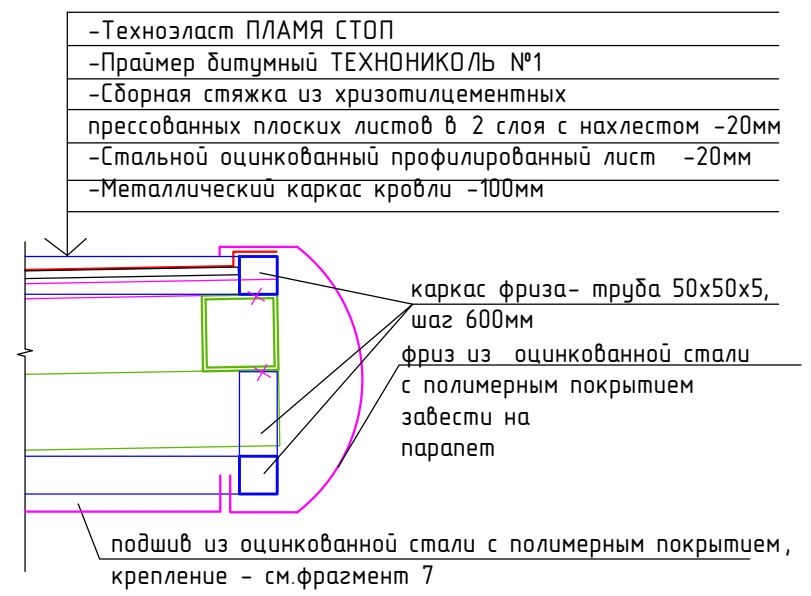 -Техноэласт ПЛАМЯ СТОП
-Праймер битумный ТЕХНОНИКОЛЬ №1
-Сборная стяжка из хризотилцементных
прессованных плоских листов в 2 слоя с нахлестом -20мм
-Стальной оцинкованный профилированный лист -20мм
-Металлический каркас кровли -100мм
каркас фриза- труба 50х50х5,
шаг 600мм
фриз из оцинкованной стали
с полимерным покрытием
завести на
парапет
подшив из оцинкованной стали с полимерным покрытием,
крепление - см.фрагмент 7